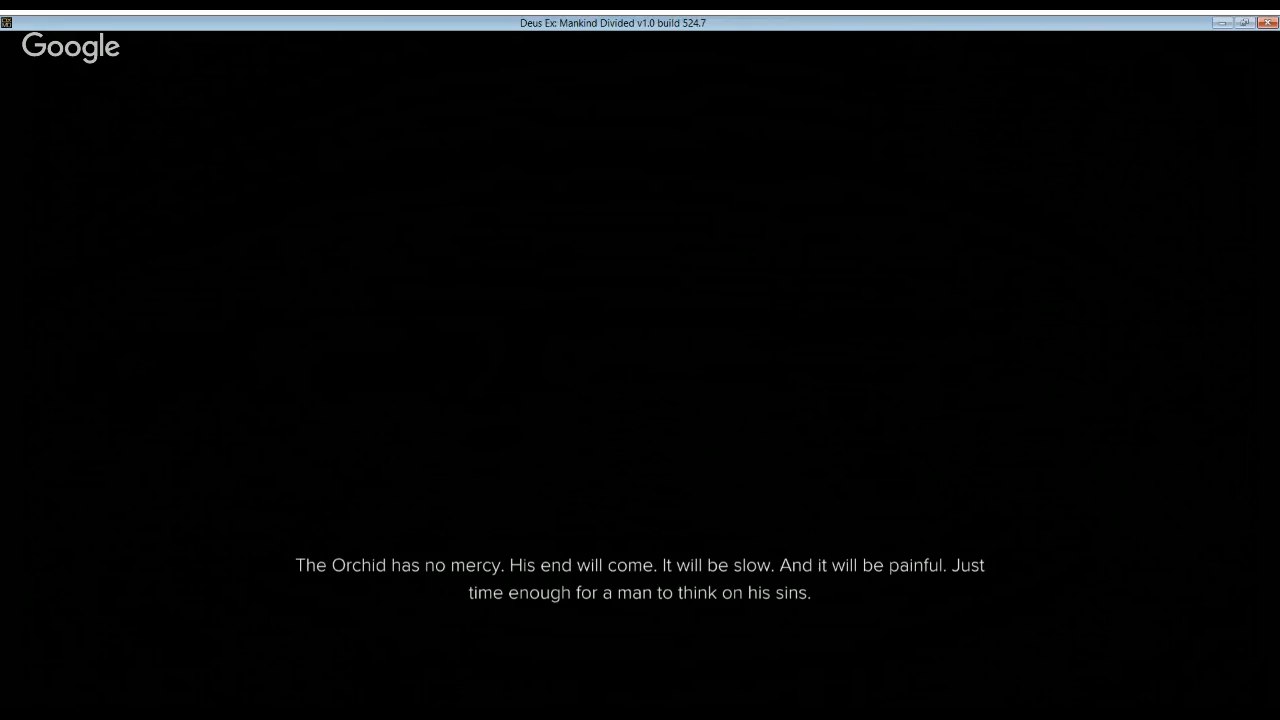 Deus Ex: Mankind Divided v1.0 build 524.7
Google
The Orchid has no mercy. His end will come. It will be slow. And it will be painful. Just
time enough for a man to think on his sins.